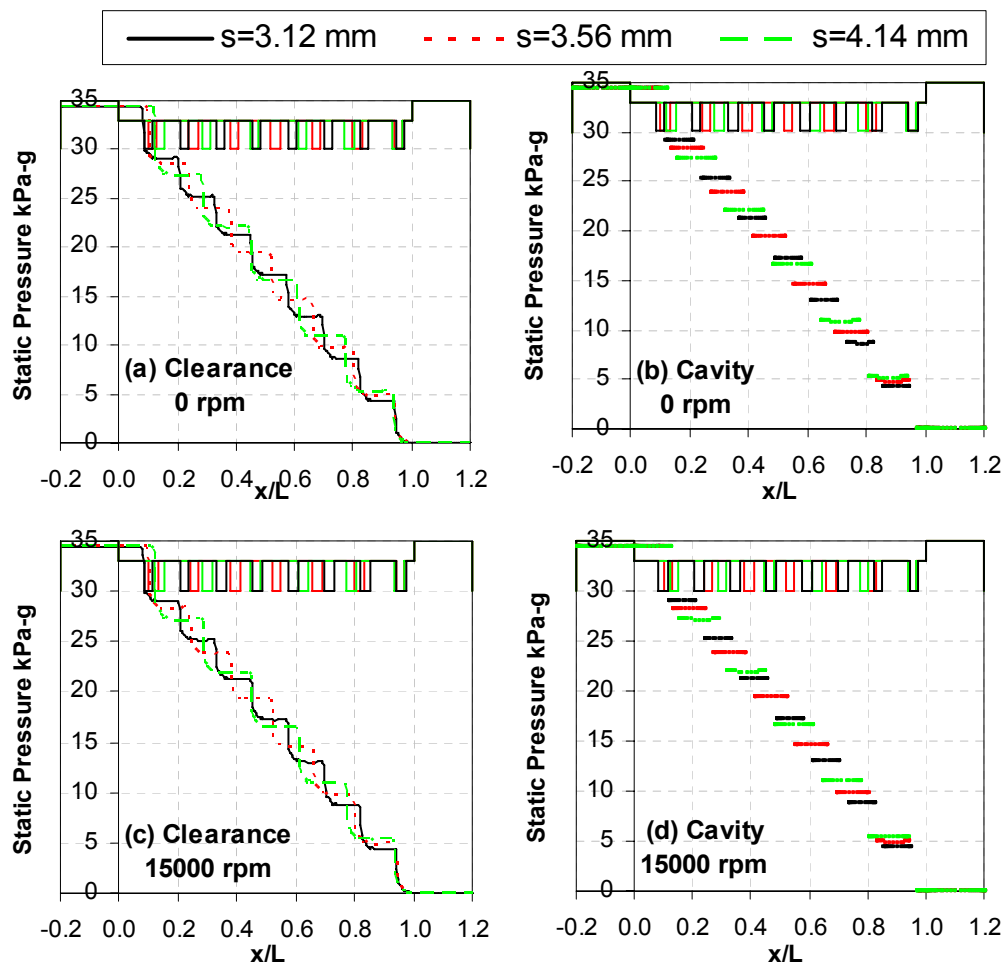 s=3.12 mm s=3.56 mm s=4.14 mm
35
30
25
20
15
10
5
0
Static Pressure kPa-g
(a) Clearance
0 rpm
-0.2 0.0 0.2 0.4 0.6 0.8 1.0 1.2
x/L
35
30
25
20
15
10
5
0
Static Pressure kPa-g
(b) Cavity
0 rpm
-0.2 0.0 0.2 0.4 0.6 0.8 1.0 1.2
x/L
35
30
25
20
15
10
5
0
Static Pressure kPa-g
(c) Clearance
15000 rpm
-0.2 0.0 0.2 0.4 0.6 0.8 1.0 1.2
x/L
35
30
25
20
15
10
5
0
Static Pressure kPa-g
(d) Cavity
15000 rpm
-0.2 0.0 0.2 0.4 0.6 0.8 1.0 1.2
x/L